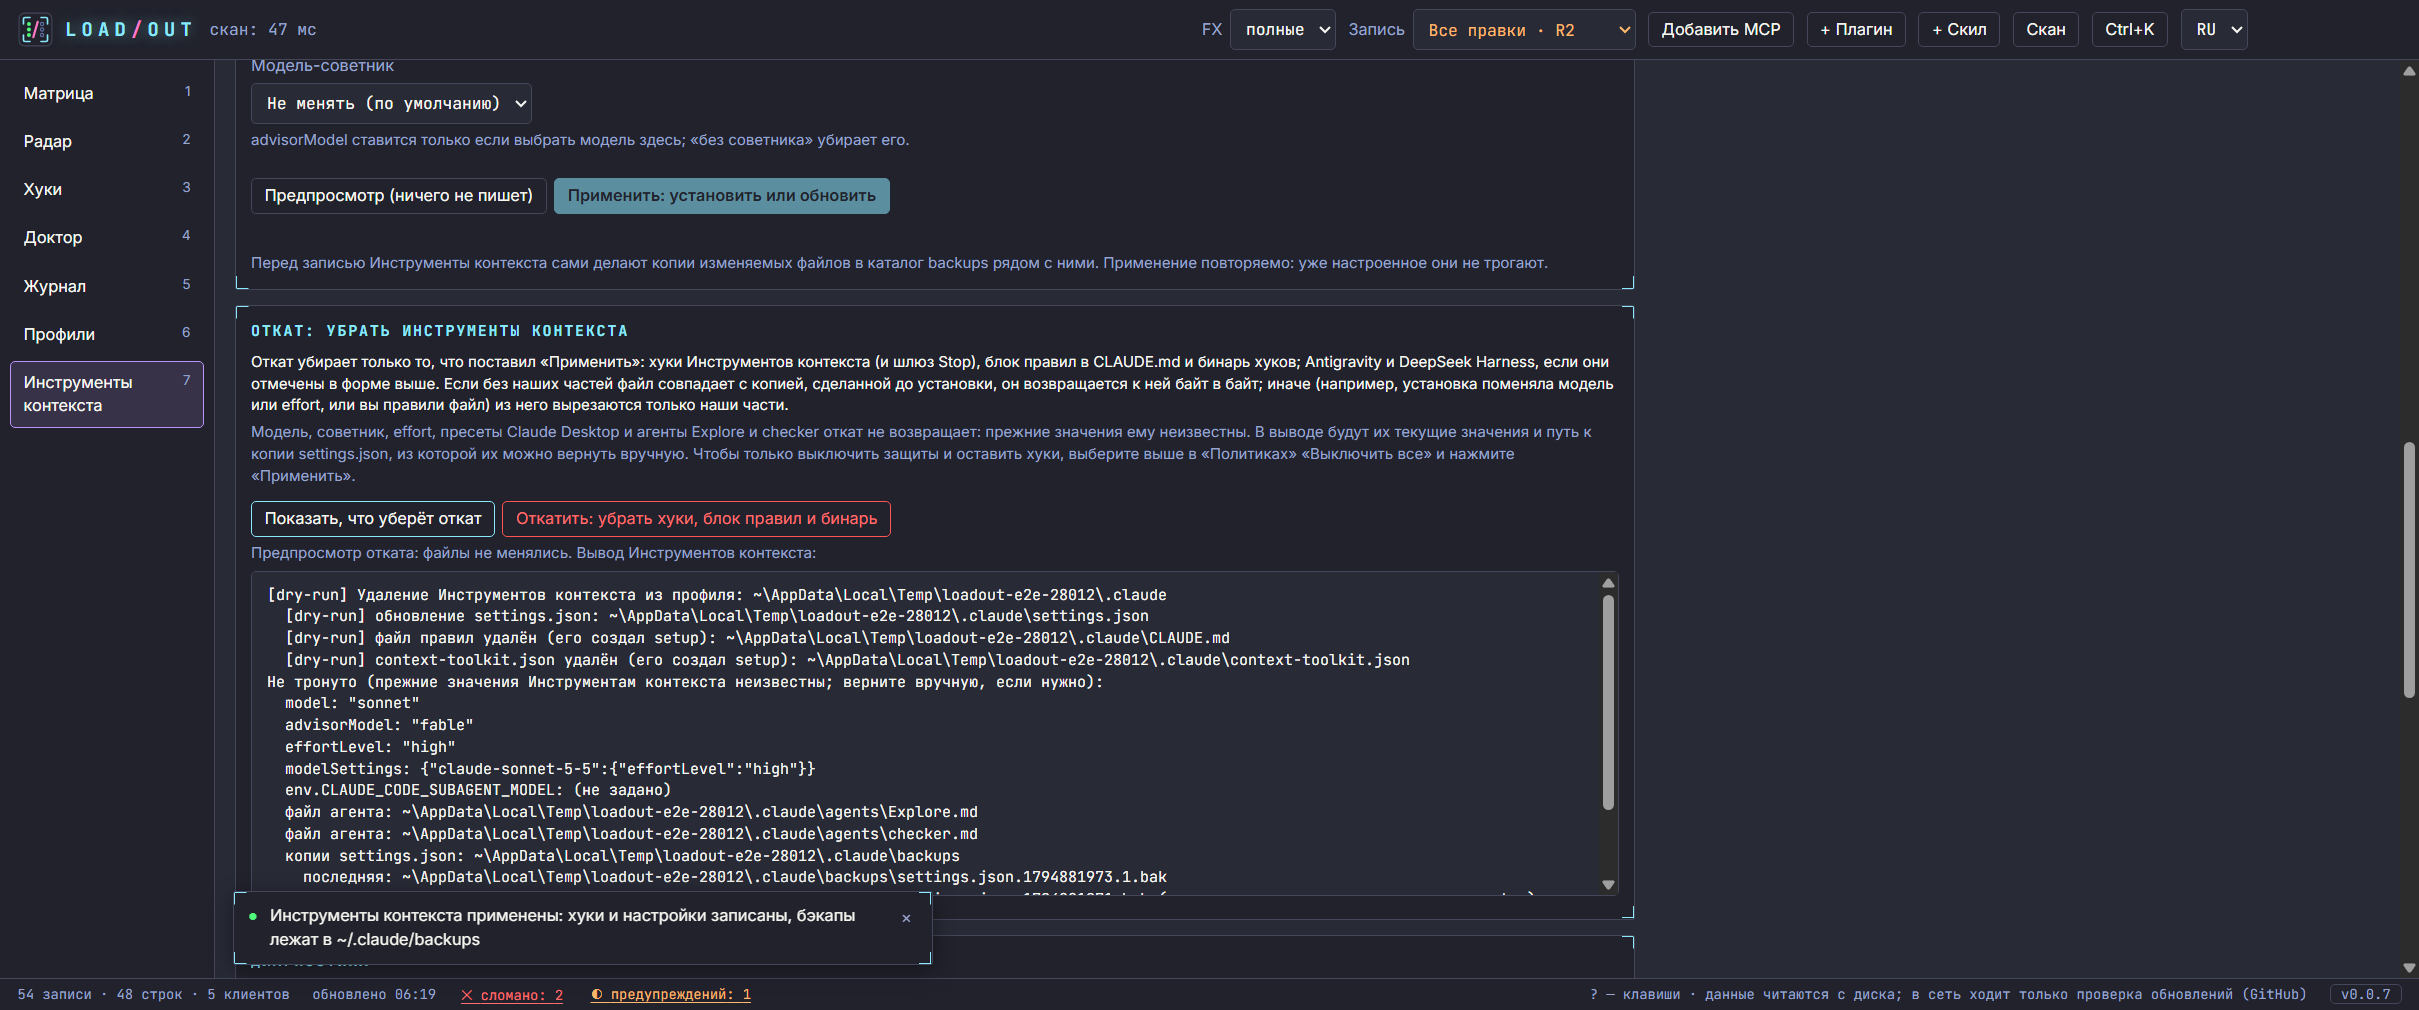 LOAD/OUT скан: 47 мс FX полные Запись Все правки · R2 Добавить MCP + Плагин + Скил Скан Ctrl+K RU
Матрица 1
Радар 2
Хуки 3
Доктор 4
Журнал 5
Профили 6
Инструменты контекста 7
Модель-советник
Не менять (по умолчанию)
advisorModel ставится только если выбрать модель здесь; «без советника» убирает его.
Предпросмотр (ничего не пишет) Применить: установить или обновить
Перед записью Инструменты контекста сами делают копии изменяемых файлов в каталог backups рядом с ними. Применение повторяемо: уже настроенное они не трогают.
ОТКАТ: УБРАТЬ ИНСТРУМЕНТЫ КОНТЕКСТА
Откат убирает только то, что поставил «Применить»: хуки Инструментов контекста (и шлюз Stop), блок правил в CLAUDE.md и бинарь хуков; Antigravity и DeepSeek Harness, если они
отмечены в форме выше. Если без наших частей файл совпадает с копией, сделанной до установки, он возвращается к ней байт в байт; иначе (например, установка поменяла модель
или effort, или вы правили файл) из него вырезаются только наши части.
Модель, советник, effort, пресеты Claude Desktop и агенты Explore и checker откат не возвращает: прежние значения ему неизвестны. В выводе будут их текущие значения и путь к
копии settings.json, из которой их можно вернуть вручную. Чтобы только выключить защиты и оставить хуки, выберите выше в «Политиках» «Выключить все» и нажмите
«Применить».
Показать, что уберёт откат Откатить: убрать хуки, блок правил и бинарь
Предпросмотр отката: файлы не менялись. Вывод Инструментов контекста:
[dry-run] Удаление Инструментов контекста из профиля: ~\AppData\Local\Temp\loadout-e2e-28012\.claude
[dry-run] обновление settings.json: ~\AppData\Local\Temp\loadout-e2e-28012\.claude\settings.json
[dry-run] файл правил удалён (его создал setup): ~\AppData\Local\Temp\loadout-e2e-28012\.claude\CLAUDE.md
[dry-run] context-toolkit.json удалён (его создал setup): ~\AppData\Local\Temp\loadout-e2e-28012\.claude\context-toolkit.json
Не тронуто (прежние значения Инструментам контекста неизвестны; верните вручную, если нужно):
model: "sonnet"
advisorModel: "fable"
effortLevel: "high"
modelSettings: {"claude-sonnet-5-5":{"effortLevel":"high"}}
env.CLAUDE_CODE_SUBAGENT_MODEL: (не задано)
файл агента: ~\AppData\Local\Temp\loadout-e2e-28012\.claude\agents\Explore.md
файл агента: ~\AppData\Local\Temp\loadout-e2e-28012\.claude\agents\checker.md
копии settings.json: ~\AppData\Local\Temp\loadout-e2e-28012\.claude\backups
последняя: ~\AppData\Local\Temp\loadout-e2e-28012\.claude\backups\settings.json.1794881973.1.bak
Инструменты контекста применены: хуки и настройки записаны, бэкапы ×
лежат в ~/.claude/backups
54 записи · 48 строк · 5 клиентов обновлено 06:19 × сломано: 2 предупреждений: 1 ? — клавиши · данные читаются с диска; в сеть ходит только проверка обновлений (GitHub) v0.0.7